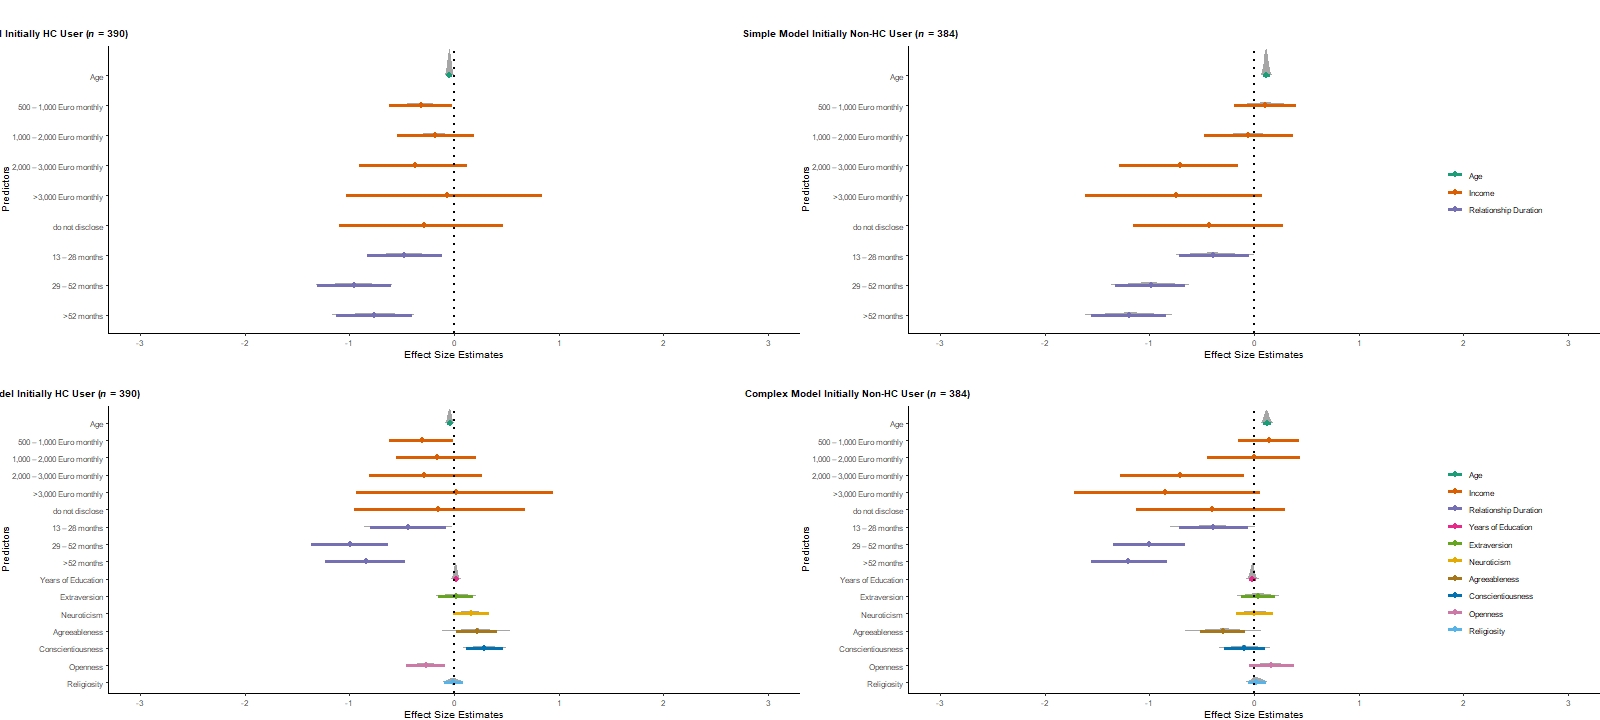 l Initially HC User (n = 390)
Age
500 – 1,000 Euro monthly
1,000 – 2,000 Euro monthly
2,000 – 3,000 Euro monthly
>3,000 Euro monthly
do not disclose
13 – 28 months
29 – 52 months
>52 months
Predictors
-3 -2 -1 0 1 2 3
Effect Size Estimates
Simple Model Initially Non-HC User (n = 384)
Age
500 – 1,000 Euro monthly
1,000 – 2,000 Euro monthly
2,000 – 3,000 Euro monthly
>3,000 Euro monthly
do not disclose
13 – 28 months
29 – 52 months
>52 months
Predictors
-3 -2 -1 0 1 2 3
Effect Size Estimates
Age
Income
Relationship Duration
del Initially HC User (n = 390)
Age
500 – 1,000 Euro monthly
1,000 – 2,000 Euro monthly
2,000 – 3,000 Euro monthly
>3,000 Euro monthly
do not disclose
13 – 28 months
29 – 52 months
>52 months
Years of Education
Extraversion
Neuroticism
Agreeableness
Conscientiousness
Openness
Religiosity
Predictors
-3 -2 -1 0 1 2 3
Effect Size Estimates
Complex Model Initially Non-HC User (n = 384)
Age
500 – 1,000 Euro monthly
1,000 – 2,000 Euro monthly
2,000 – 3,000 Euro monthly
>3,000 Euro monthly
do not disclose
13 – 28 months
29 – 52 months
>52 months
Years of Education
Extraversion
Neuroticism
Agreeableness
Conscientiousness
Openness
Religiosity
Predictors
-3 -2 -1 0 1 2 3
Effect Size Estimates
Age
Income
Relationship Duration
Years of Education
Extraversion
Neuroticism
Agreeableness
Conscientiousness
Openness
Religiosity